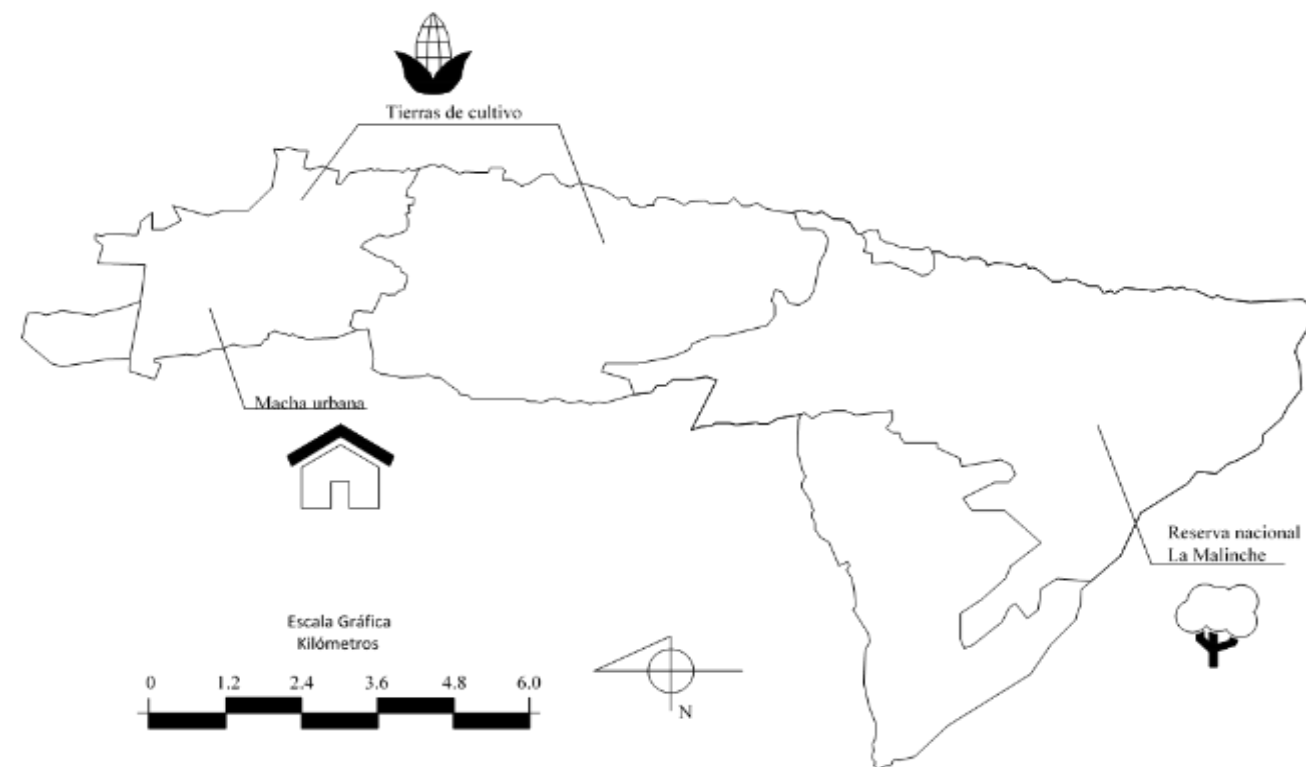 Tierras de cultivo
Macha urbana
Reserva nacional
La Malinche
Escala Gráfica
Kilómetros
0 1.2 2.4 3.6 4.8 6.0
N